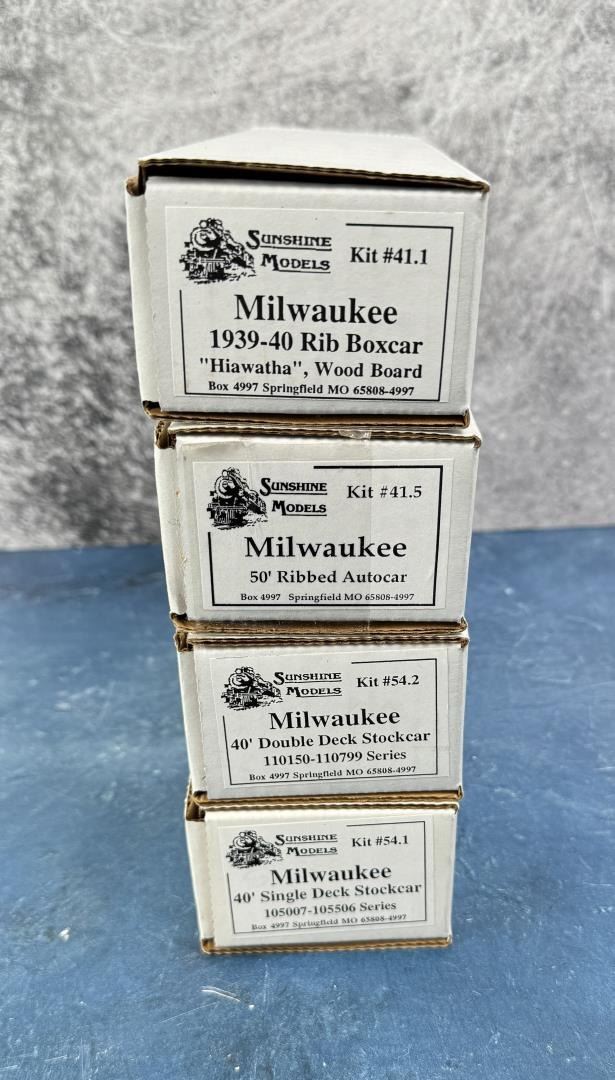 SUNSHINE
MODELS
Kit #41.1
Milwaukee
1939-40 Rib Boxcar
"Hiawatha", Wood Board
Box 4997 Springfield MO 65808-4997
SUNSHINE
MODELS
Kit #41.5
Milwaukee
50' Ribbed Autocar
Box 4997 Springfield MO 65808-4997
SUNSHINE
MODELS
Kit #54.2
Milwaukee
40' Double Deck Stockcar
110150-110799 Series
Box 4997 Springfield MO 65808-4997
SUNSHINE
MODELS
Kit #54.1
Milwaukee
40' Single Deck Stockcar
105007-105506 Series
Box 4997 Springfield MO 65808-4997